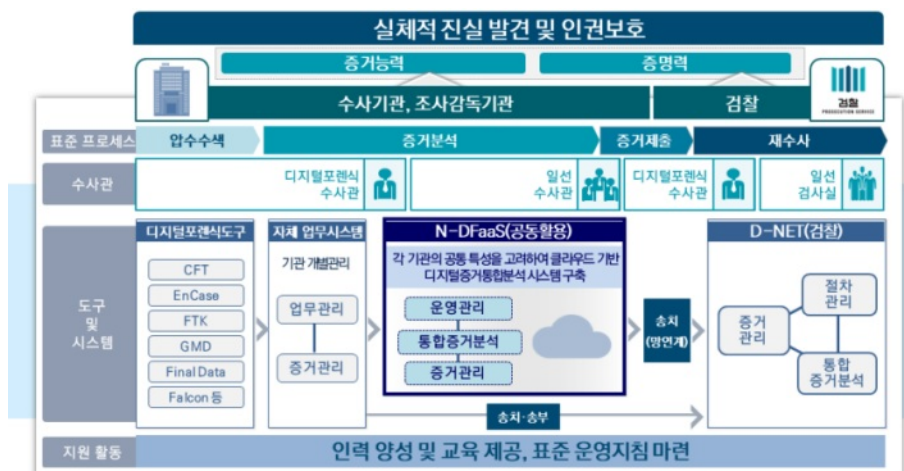 실체적 진실 발견 및 인권보호
증거능력
증명력
수사기관, 조사감독기관
검찰
검찰
PROSECUTION SERVICE
표준 프로세스
압수수색
증거분석
증거제출
재수사
수사관
디지털포렌식
수사관
일선
수사관
디지털포렌식
수사관
일선
검사실
도구
및
시스템
디지털포렌식도구
CFT
EnCase
FTK
GMD
Final Data
Falcon 등
자체 업무시스템
기관 개별관리
업무관리
증거관리
N-DFaaS(공동활용)
각 기관의 공통 특성을 고려하여 클라우드 기반
디지털증거통합분석 시스템 구축
운영관리
통합증거분석
증거관리
송치
(망연계)
D-NET(검찰)
절차
관리
증거
관리
통합
증거분석
송치·송부
지원 활동
인력 양성 및 교육 제공, 표준 운영지침 마련